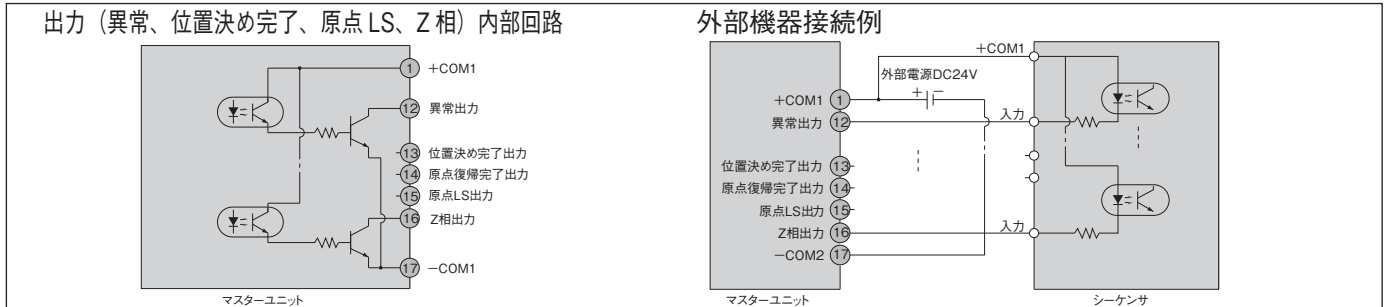 出力（異常、位置決め完了、原点 LS、Z 相）内部回路
1 +COM1
12 異常出力
13 位置決め完了出力
14 原点復帰完了出力
15 原点LS出力
16 Z相出力
17 −COM1
マスターユニット
外部機器接続例
+COM1
外部電源DC24V
+ −
+COM1 1
異常出力 12
入力
位置決め完了出力 13
原点復帰完了出力 14
原点LS出力 15
Z相出力 16
入力
−COM2 17
マスターユニット
シーケンサ